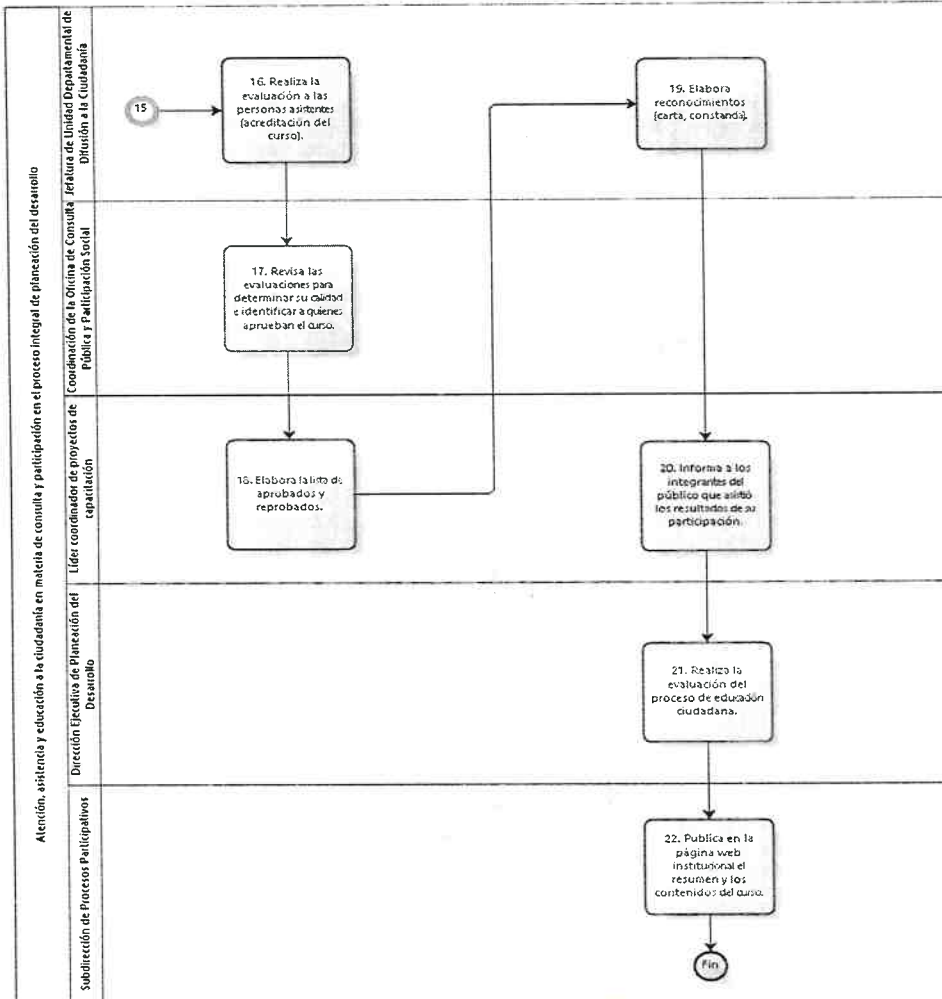 Atención, asistencia y educación a la ciudadanía en materia de consulta y participación en el proceso integral de planeación del desarrollo
Jefatura de Unidad Departamental de
Difusión a la Ciudadanía
15
16. Realiza la
evaluación a las
personas asistentes
(acreditación del
curso).
19. Elabora
reconocimientos
(carta, constancia).
Coordinación de la Oficina de Consulta
Pública y Participación Social
17. Revisa las
evaluaciones para
determinar su calidad
e identificar a quienes
aprueban el curso.
Líder coordinador de proyectos de
capacitación
18. Elabora la lista de
aprobados y
reprobados.
20. Informa a los
integrantes del
público que asistió
los resultados de su
participación.
Dirección Ejecutiva de Planeación del
Desarrollo
21. Realiza la
evaluación del
proceso de educación
ciudadana.
Subdirección de Procesos Participativos
22. Publica en la
página web
institucional el
resumen y los
contenidos del curso.
Fin